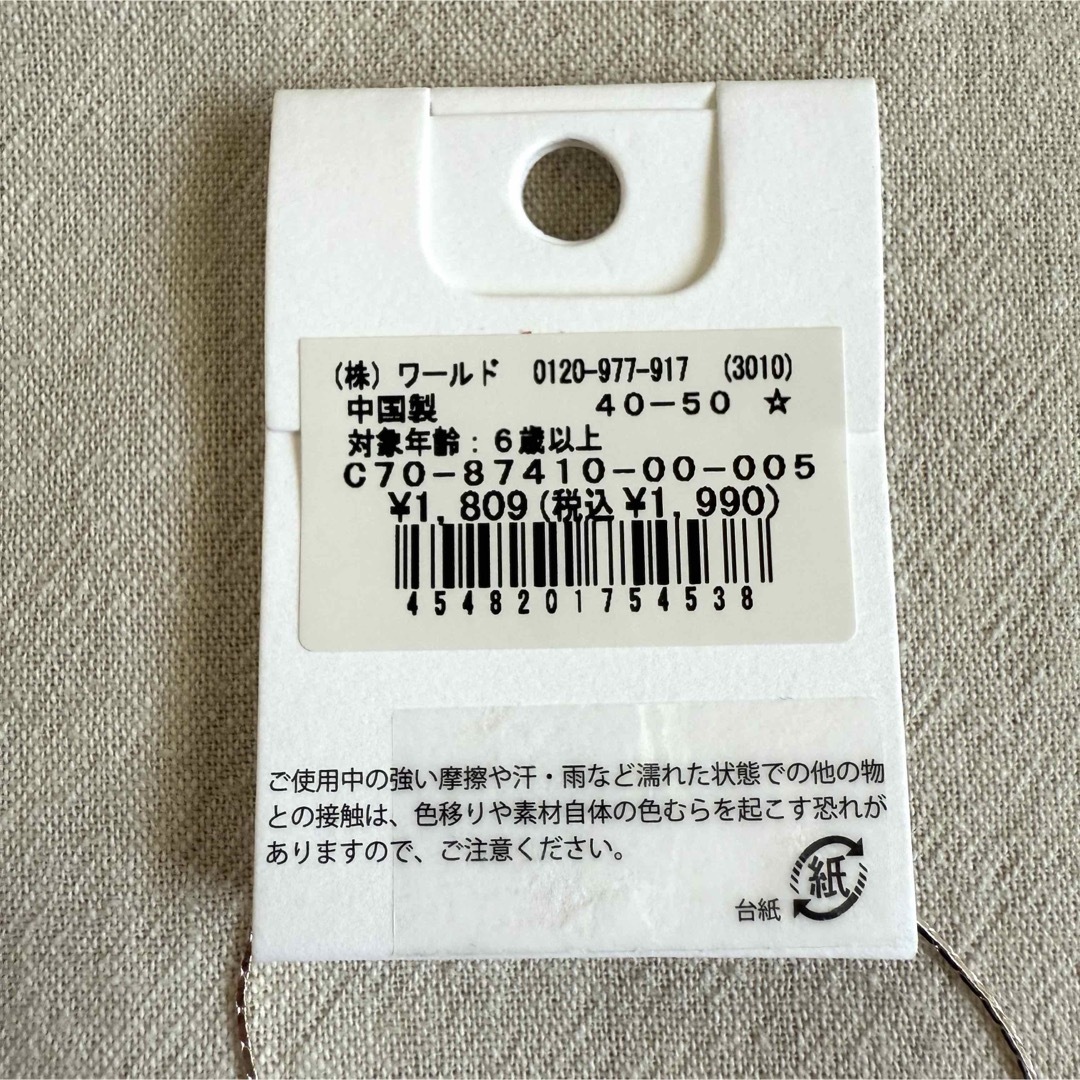 (株) ワールド 0120-977-917 (3010)
中国製 40-50 ☆
対象年齢：6歳以上
C70-87410-00-005
¥1,809(税込 ¥1,990)
4548201754538
ご使用中の強い摩擦や汗・雨など濡れた状態での他の物
との接触は、色移りや素材自体の色むらを起こす恐れが
ありますので、ご注意ください。
紙
台紙